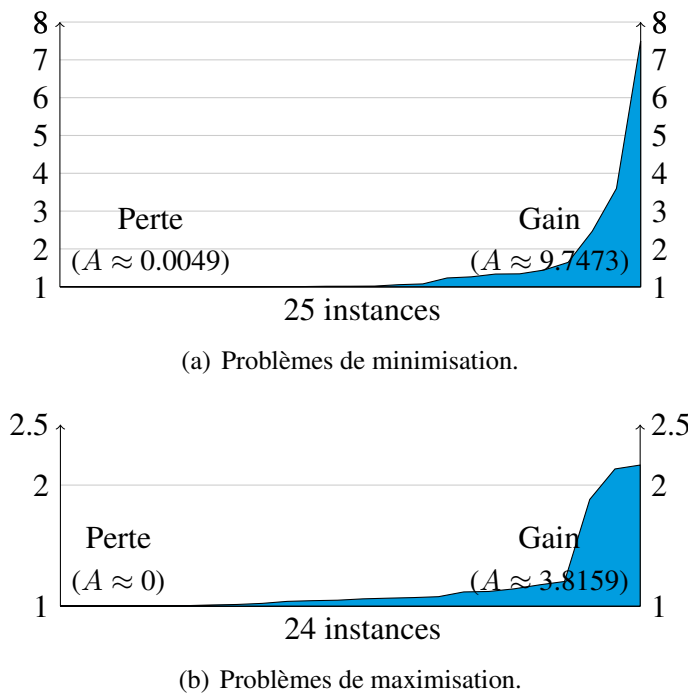 8 8
7 7
6 6
5 5
4 4
3 3
Perte Gain
2 2
(A ≈ 0.0049) (A ≈ 9.7473)
1 1
25 instances
(a) Problèmes de minimisation.
2.5 2.5
2 2
Perte Gain
(A ≈ 0) (A ≈ 3.8159)
1 1
24 instances
(b) Problèmes de maximisation.